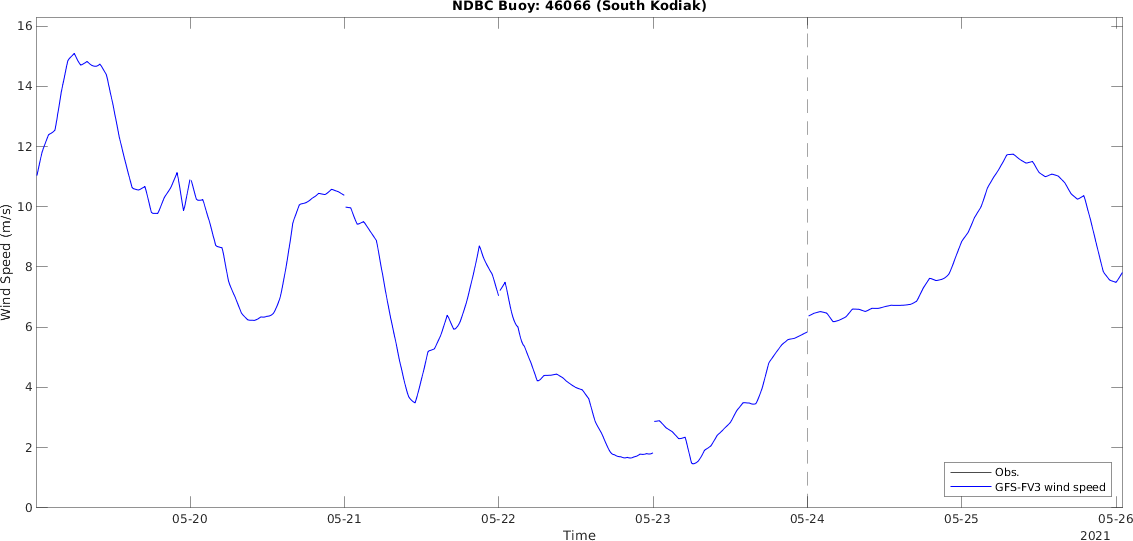 NDBC Buoy: 46066 (South Kodiak)
16
14
12
10
8
6
4
2
0
Wind Speed (m/s)
05-20 05-21 05-22 05-23 05-24 05-25 05-26
Time
2021
Obs.
GFS-FV3 wind speed